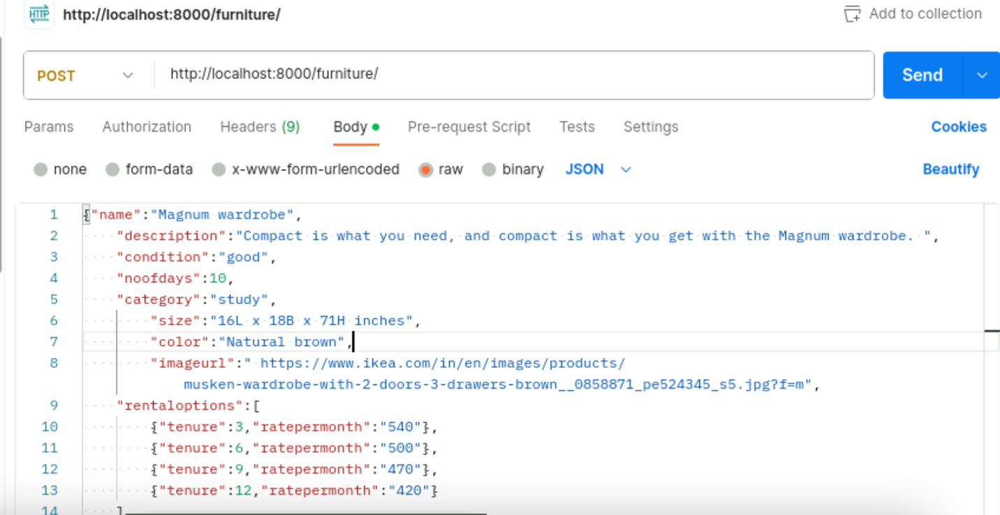 HTTP http://localhost:8000/furniture/ Add to collection
POST http://localhost:8000/furniture/ Send
Params Authorization Headers (9) Body Pre-request Script Tests Settings Cookies
none form-data x-www-form-urlencoded raw binary JSON Beautify
1 {"name":"Magnum wardrobe",
2 "description":"Compact is what you need, and compact is what you get with the Magnum wardrobe. ",
3 "condition":"good",
4 "noofdays":10,
5 "category":"study",
6 "size":"16L x 18B x 71H inches",
7 "color":"Natural brown",
8 "imageurl":" https://www.ikea.com/in/en/images/products/
musken-wardrobe-with-2-doors-3-drawers-brown__0858871_pe524345_s5.jpg?f=m",
9 "rentaloptions":[
10 {"tenure":3,"ratepermonth":"540"},
11 {"tenure":6,"ratepermonth":"500"},
12 {"tenure":9,"ratepermonth":"470"},
13 {"tenure":12,"ratepermonth":"420"}
14 ]